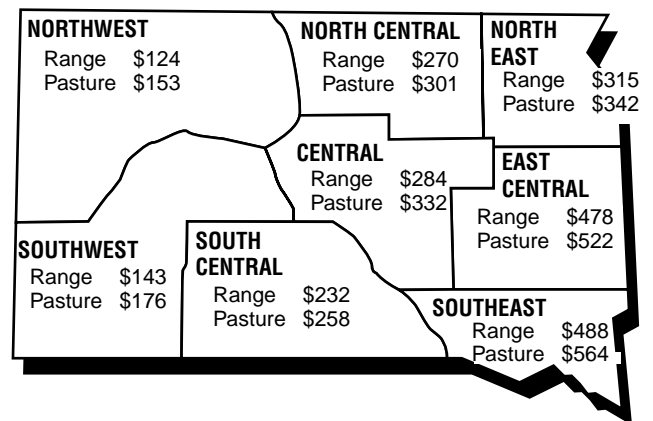 NORTHWEST
Range $124
Pasture $153
NORTH CENTRAL
Range $270
Pasture $301
NORTH
EAST
Range $315
Pasture $342
CENTRAL
Range $284
Pasture $332
EAST
CENTRAL
Range $478
Pasture $522
SOUTHWEST
Range $143
Pasture $176
SOUTH
CENTRAL
Range $232
Pasture $258
SOUTHEAST
Range $488
Pasture $564